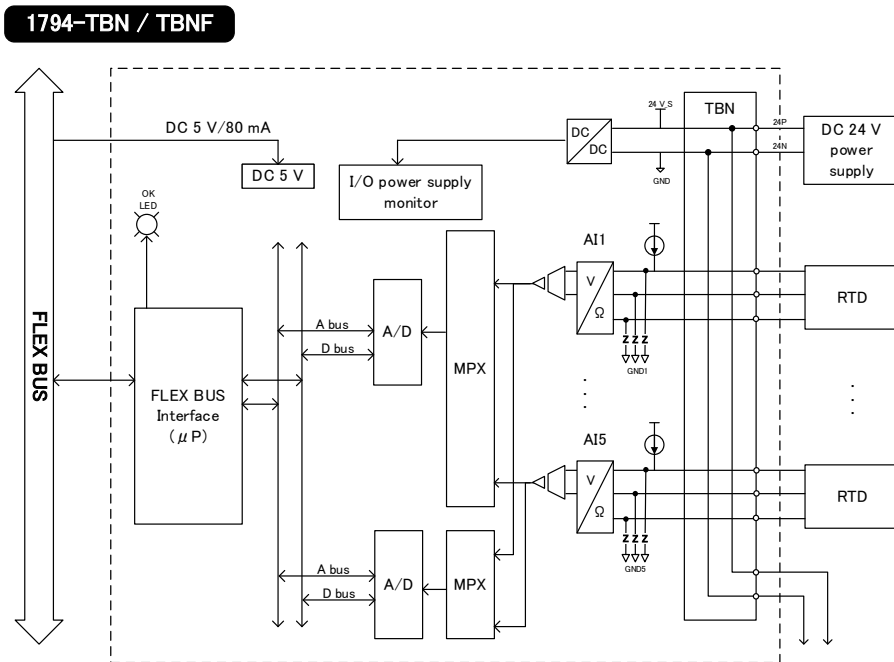 1794-TBN / TBNF
DC 5 V/80 mA
DC 5 V
OK
LED
I/O power supply
monitor
DC
DC
24 V_S
GND
TBN
24P
24N
DC 24 V
power
supply
FLEX BUS
FLEX BUS
Interface
(μP)
A bus
D bus
A/D
MPX
AI1
V
Ω
Z Z Z
GND1
RTD
AI5
V
Ω
Z Z Z
GND5
RTD
A bus
D bus
A/D
MPX